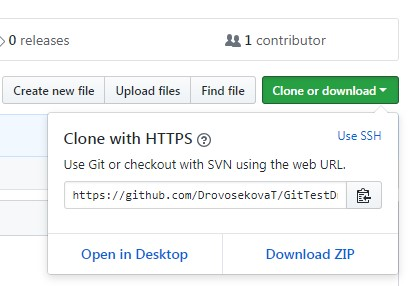 0 releases
1 contributor
Create new file
Upload files
Find file
Clone or download
Clone with HTTPS
Use SSH
Use Git or checkout with SVN using the web URL.
https://github.com/DrovosekovaT/GitTestD
Open in Desktop
Download ZIP